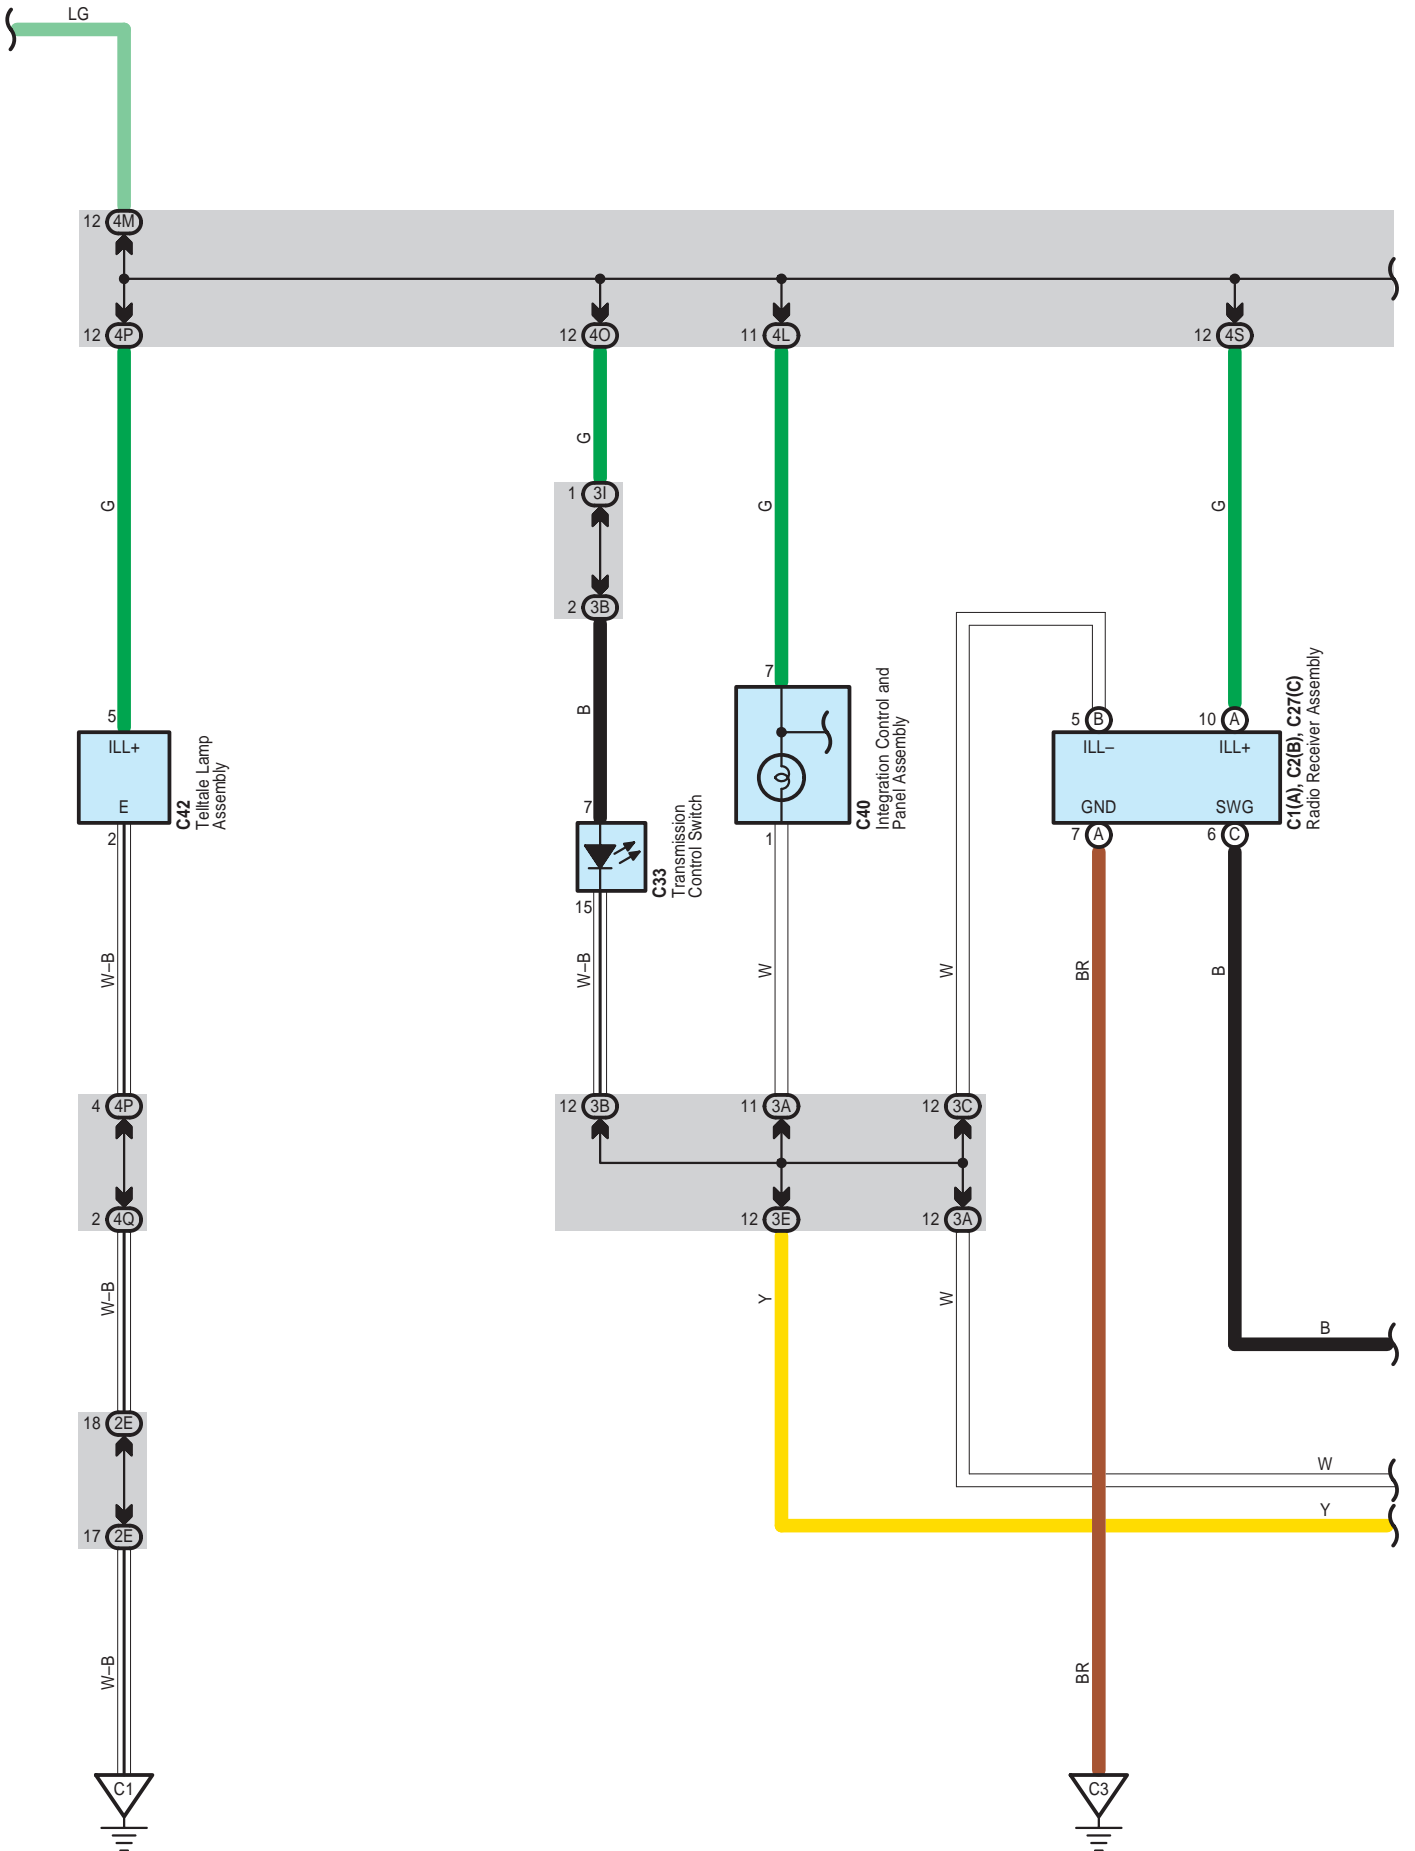 LG
12 4M
12 4P
12 4O
11 4L
12 4S
G
G
G
G
1 3I
2 3B
B
5
ILL+
E
2
C42
Telltale Lamp
Assembly
7
15
C33
Transmission
Control Switch
7
1
C40
Integration Control and
Panel Assembly
5 B
10 A
ILL–
ILL+
GND
SWG
7 A
6 C
C1(A), C2(B), C27(C)
Radio Receiver Assembly
W–B
W–B
W
W
BR
B
4 4P
2 4Q
12 3B
11 3A
12 3C
12 3E
12 3A
W–B
Y
W
B
18 2E
17 2E
W
Y
W–B
BR
C1
C3